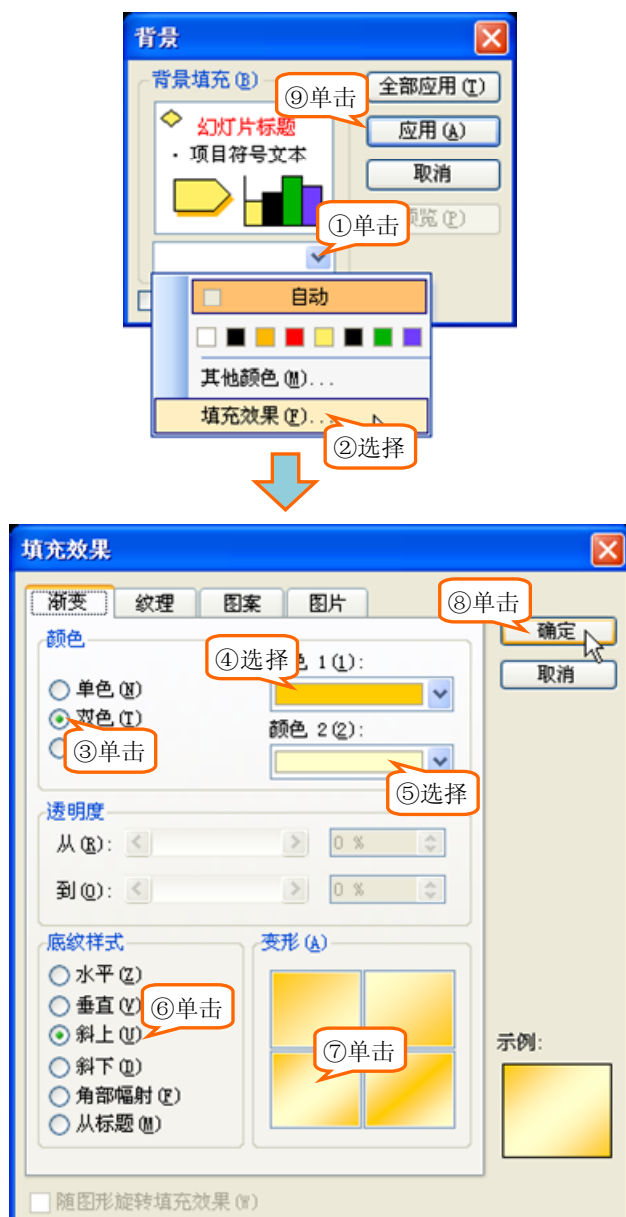 背景
背景填充(B)
全部应用(T)
⑨单击
幻灯片标题
应用(A)
· 项目符号文本
取消
①单击
览(P)
自动
其他颜色(M)...
填充效果(F)...
②选择
填充效果
渐变 纹理 图案 图片
⑧单击
确定
颜色
④选择
1(1):
取消
单色(N)
双色(T)
颜色 2(2):
③单击
⑤选择
透明度
从(R): 0 %
到(O): 0 %
底纹样式 变形(A)
水平(Z)
垂直(V)
⑥单击
斜上(U)
⑦单击
示例:
斜下(D)
角部幅射(F)
从标题(M)
随图形旋转填充效果(W)